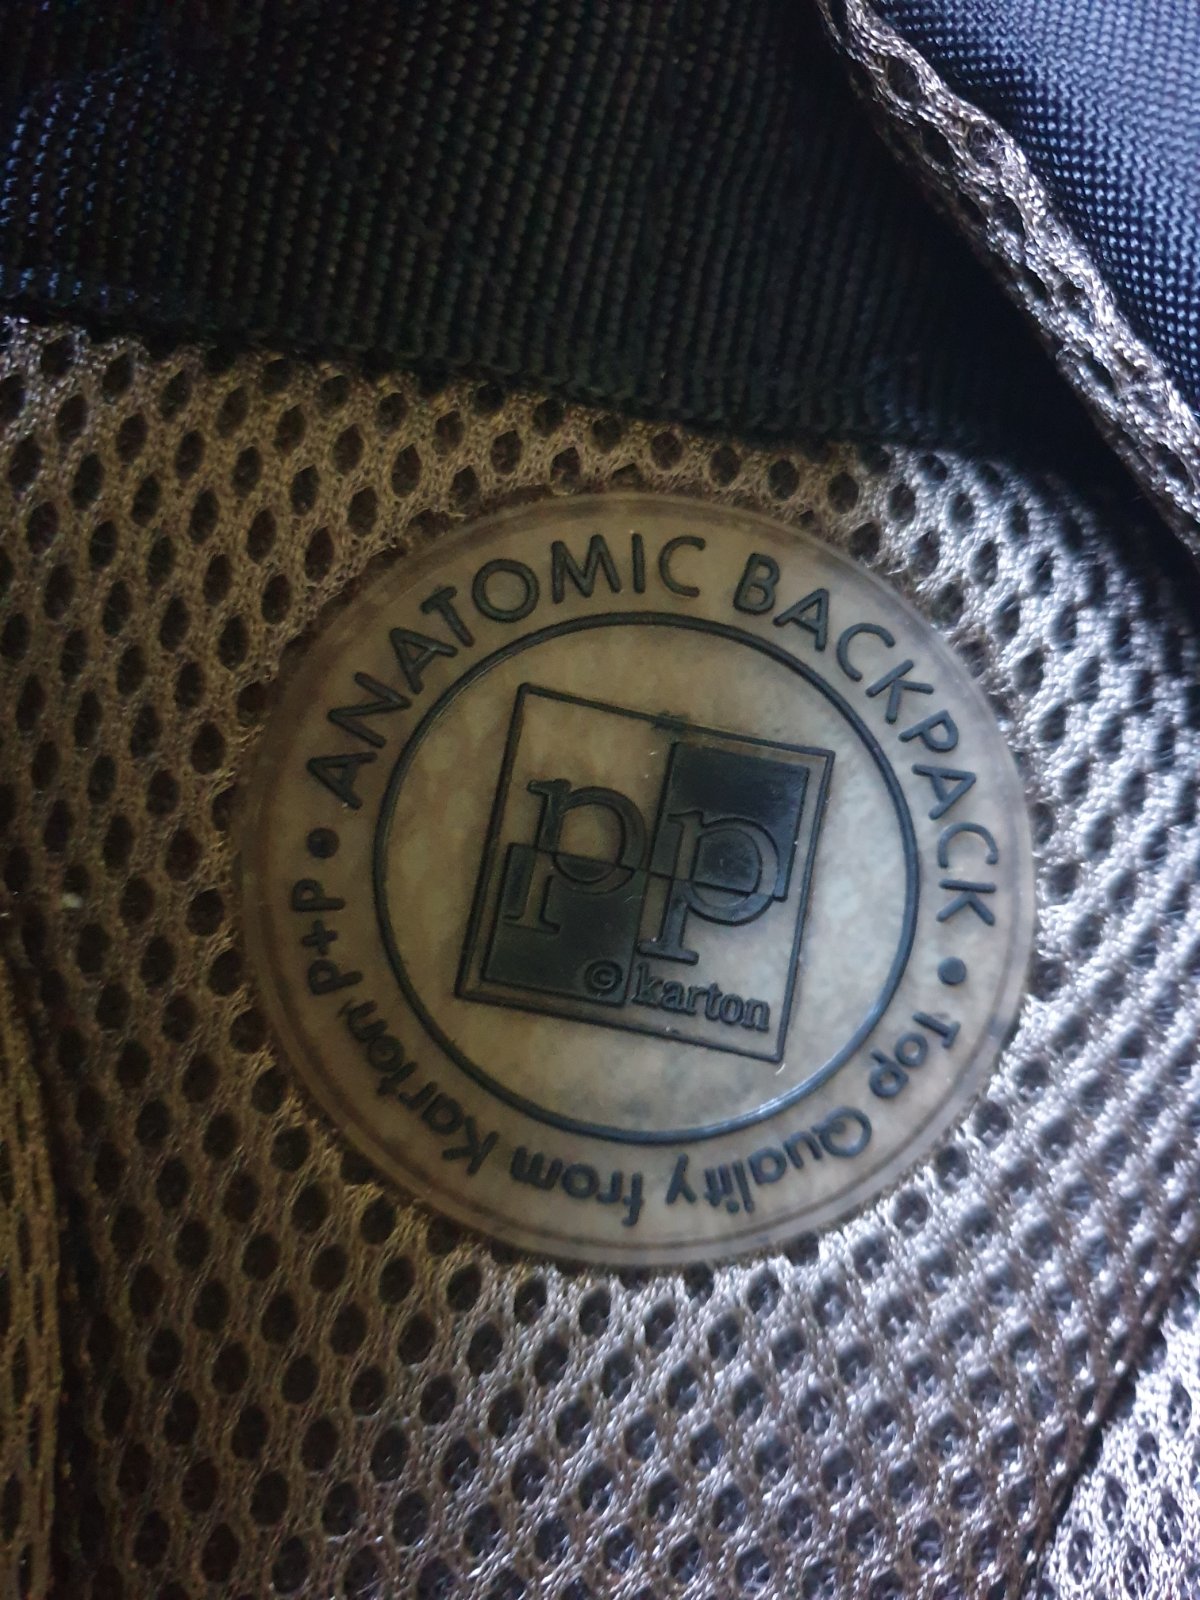 • ANATOMIC BACKPACK • Top Quality from Karton P+P
pp
© karton